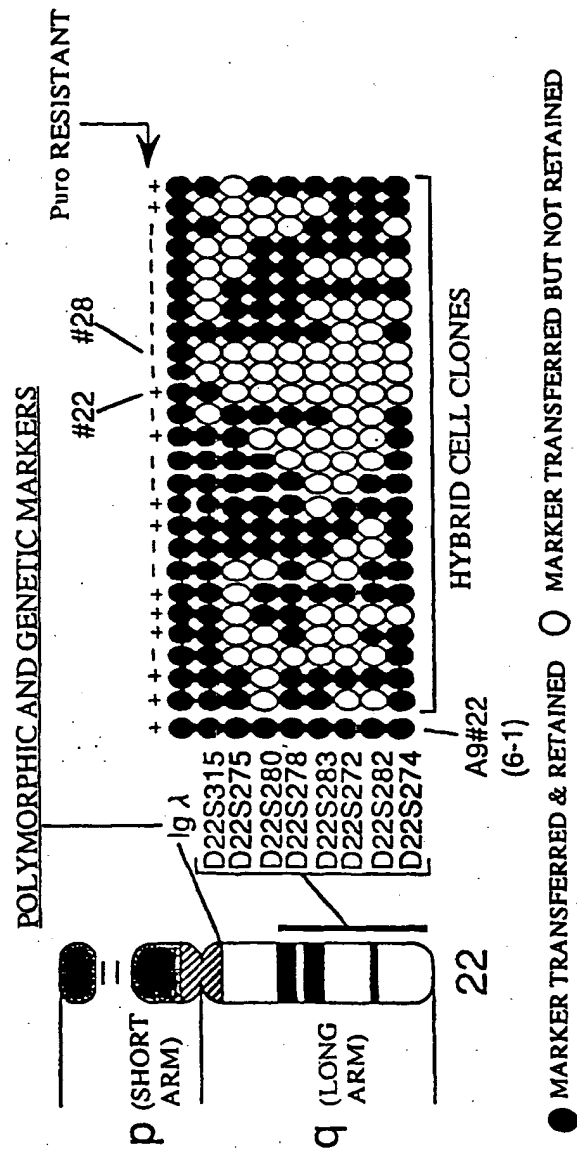 POLYMORPHIC AND GENETIC MARKERS
Puro RESISTANT
#22
#28
+ + + - + + + - - + + - - + - + - - - - - - - - + +
Ig λ
D22S315
D22S275
D22S280
D22S278
D22S283
D22S272
D22S282
D22S274
p (SHORT
ARM)
q (LONG
ARM)
22
A9#22
(6-1)
HYBRID CELL CLONES
MARKER TRANSFERRED & RETAINED
MARKER TRANSFERRED BUT NOT RETAINED